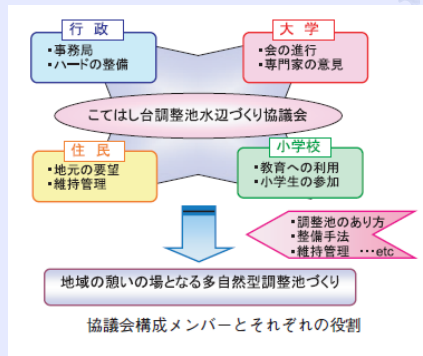 行政
・事務局
・ハードの整備
大学
・会の進行
・専門家の意見
こてはし台調整池水辺づくり協議会
住民
・地元の要望
・維持管理
小学校
・教育への利用
・小学生の参加
・調整池のあり方
・整備手法
・維持管理 …etc
地域の憩いの場となる多自然型調整池づくり
協議会構成メンバーとそれぞれの役割